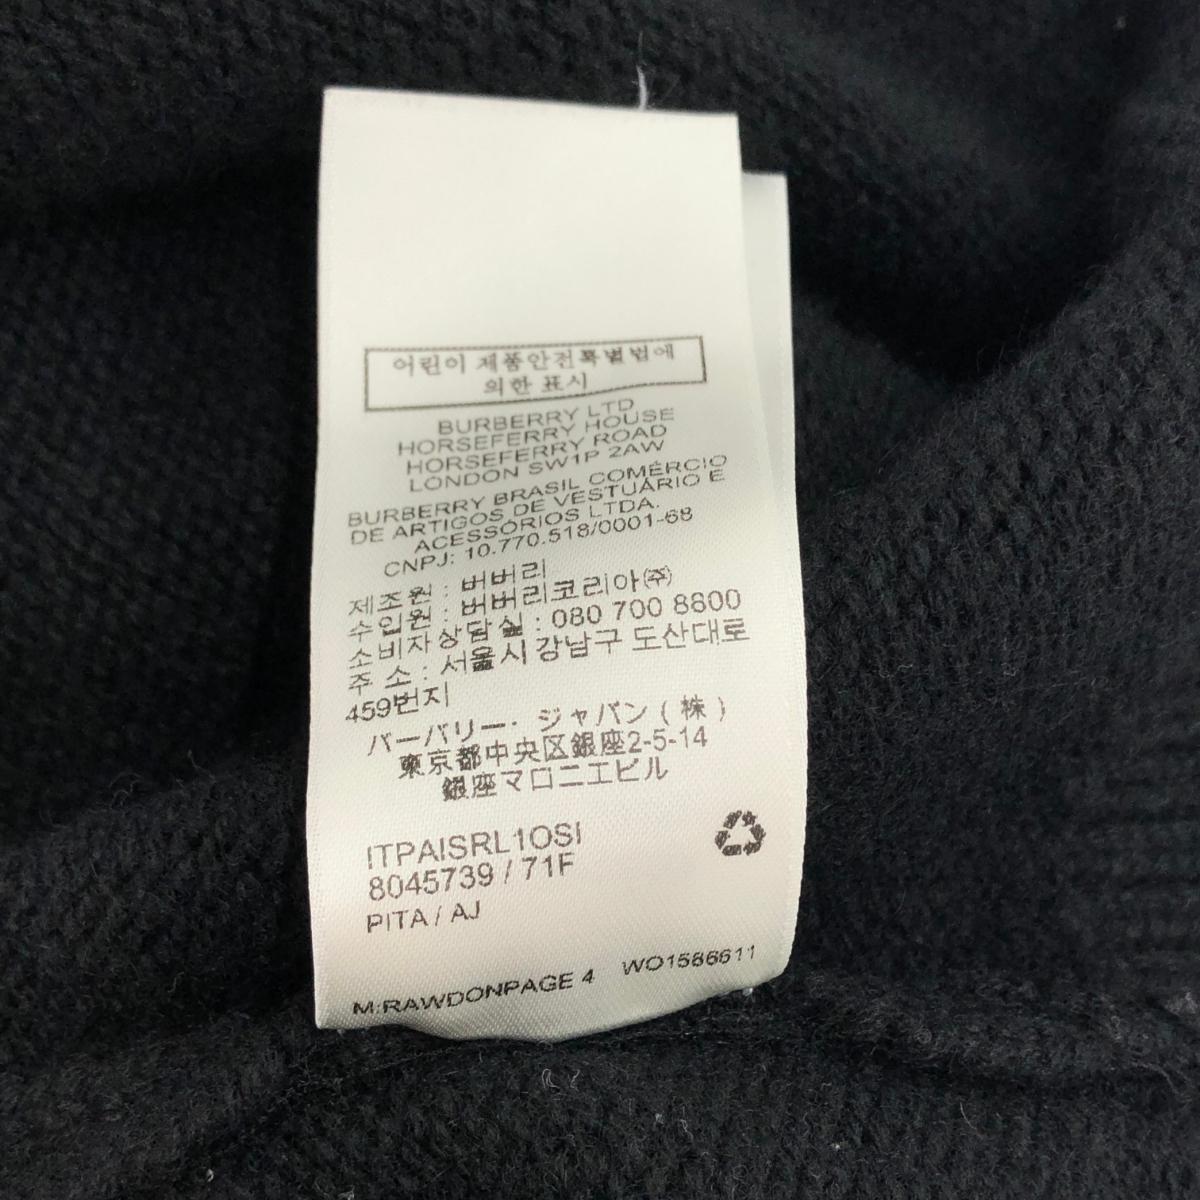 어린이 제품안전특별법에
의한 표시
BURBERRY LTD
HORSEFERRY HOUSE
HORSEFERRY ROAD
LONDON SW1P 2AW
BURBERRY BRASIL COMÉRCIO
DE ARTIGOS DE VESTUÁRIO E
ACESSÓRIOS LTDA.
CNPJ: 10.770.518/0001-68
제조원 : 버버리
수입원 : 버버리코리아㈜
소비자상담실 : 080 700 8800
주 소 : 서울시 강남구 도산대로
459번지
バーバリー・ジャパン(株)
東京都中央区銀座2-5-14
銀座マロニエビル
ITPAISRL1OSI
8045739 / 71F
PITA / AJ
M:RAWDONPAGE 4 WO1586611